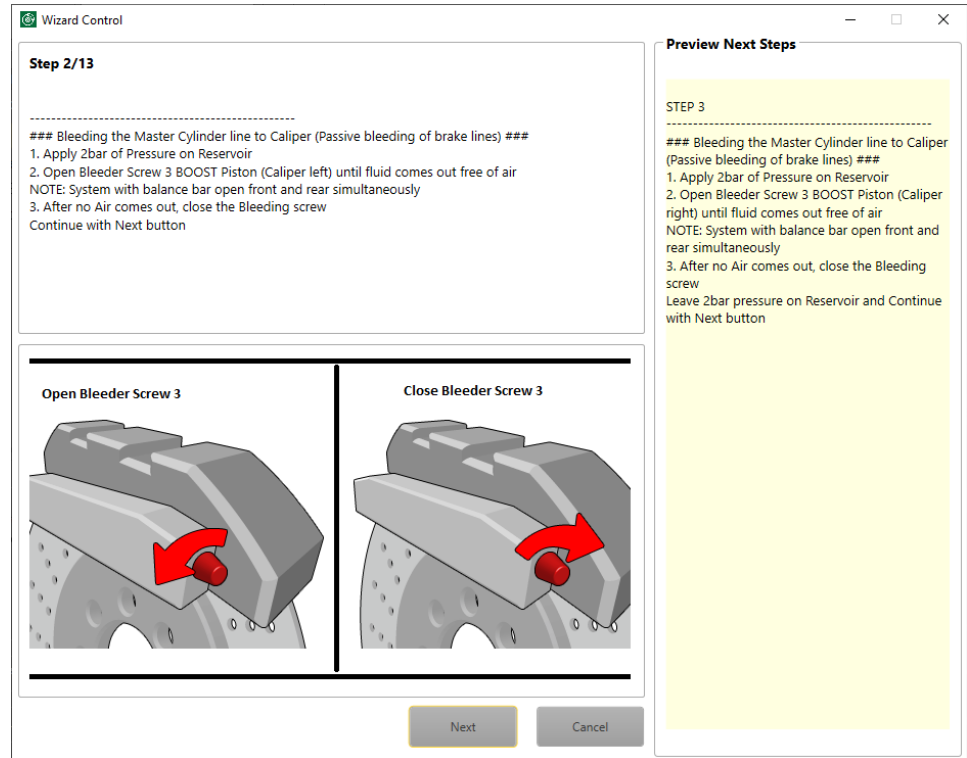 Wizard Control
Step 2/13
------------------------------------------------
### Bleeding the Master Cylinder line to Caliper (Passive bleeding of brake lines) ###
1. Apply 2bar of Pressure on Reservoir
2. Open Bleeder Screw 3 BOOST Piston (Caliper left) until fluid comes out free of air
NOTE: System with balance bar open front and rear simultaneously
3. After no Air comes out, close the Bleeding screw
Continue with Next button
Open Bleeder Screw 3
Close Bleeder Screw 3
Next
Cancel
Preview Next Steps
STEP 3
------------------------------------------------
### Bleeding the Master Cylinder line to Caliper
(Passive bleeding of brake lines) ###
1. Apply 2bar of Pressure on Reservoir
2. Open Bleeder Screw 3 BOOST Piston (Caliper
right) until fluid comes out free of air
NOTE: System with balance bar open front and
rear simultaneously
3. After no Air comes out, close the Bleeding
screw
Leave 2bar pressure on Reservoir and Continue
with Next button